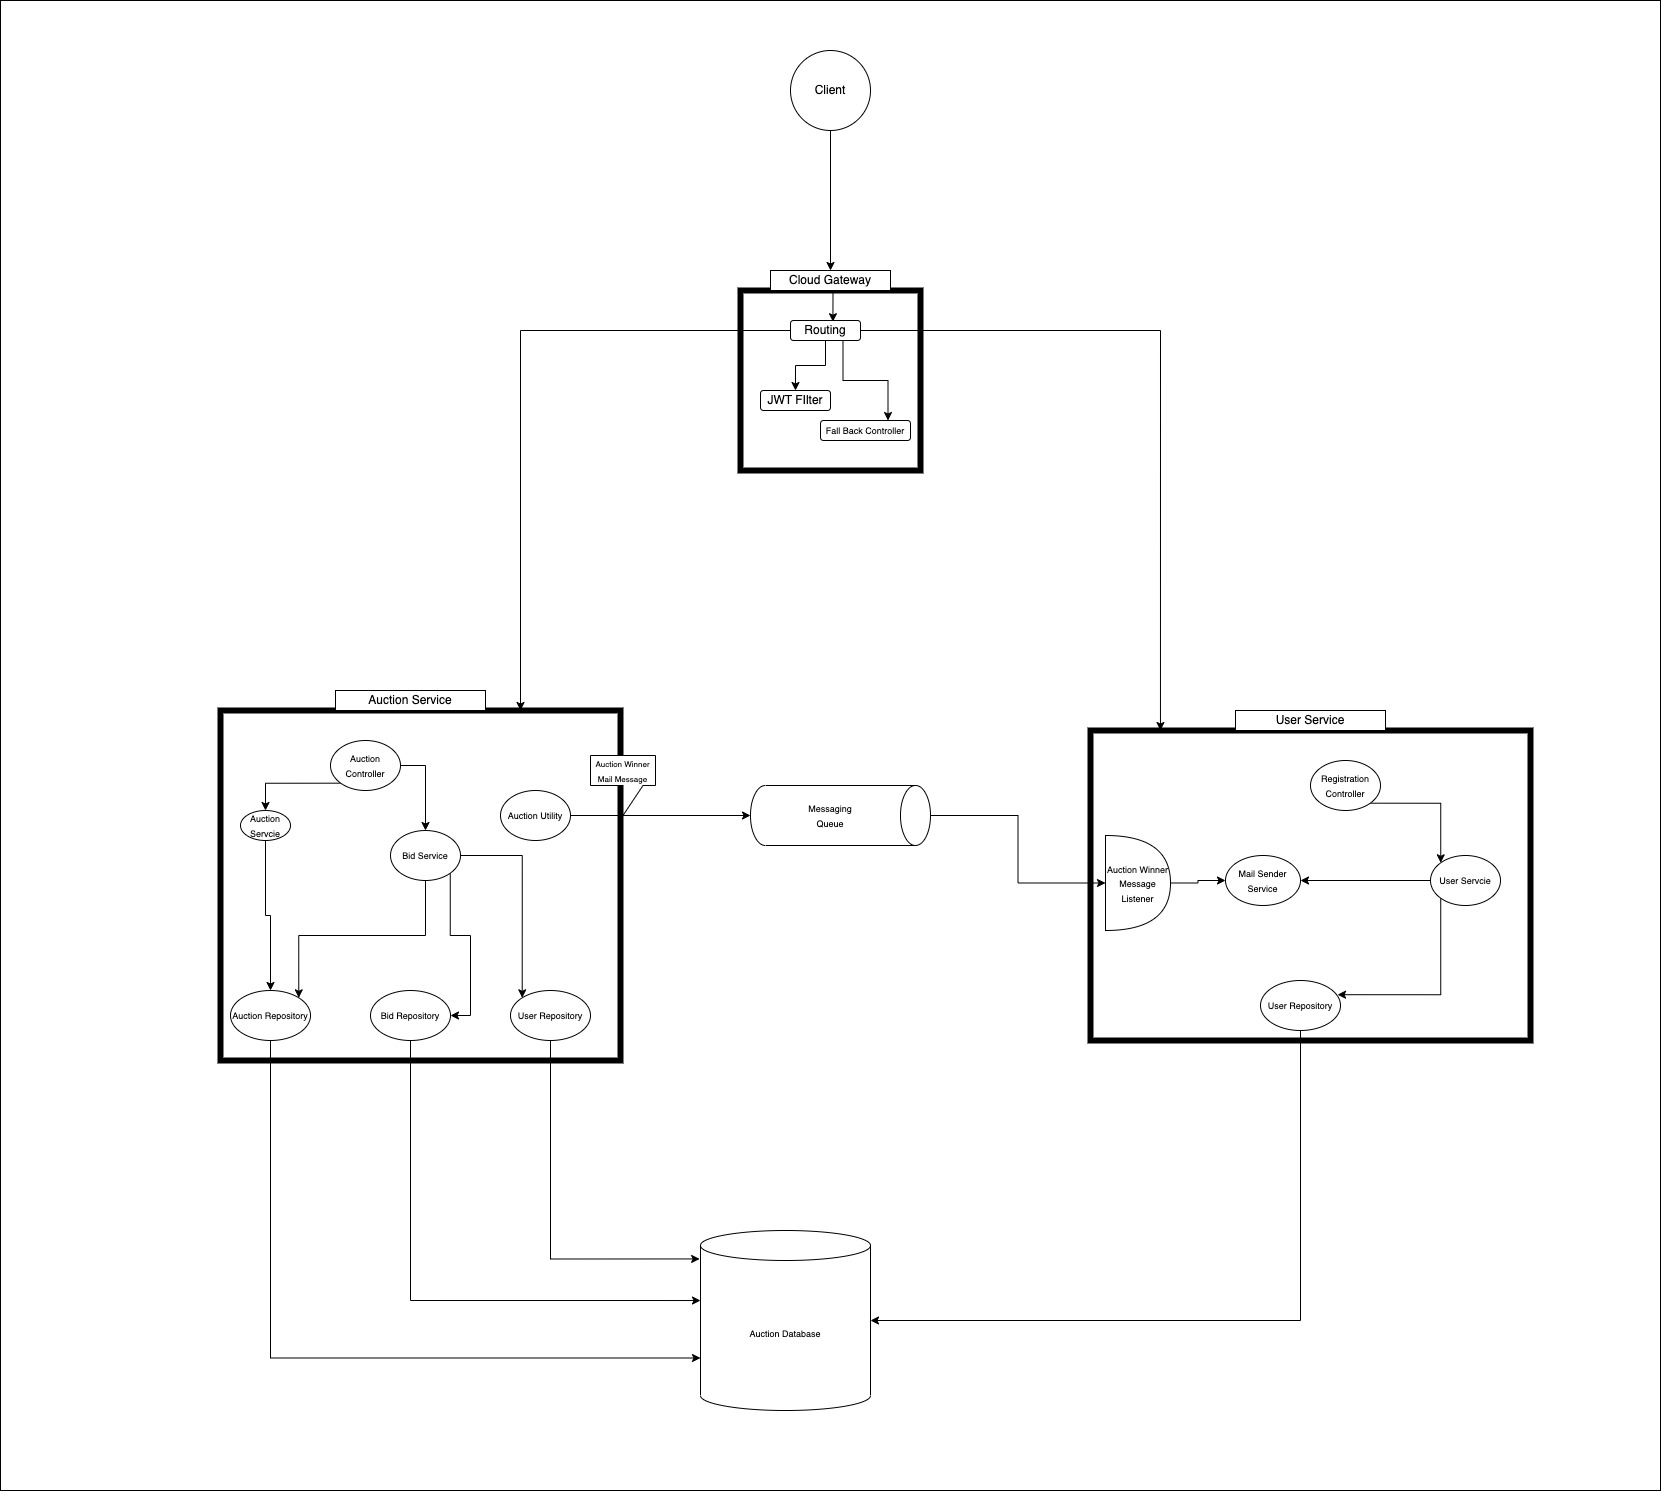 Client
Cloud Gateway
Routing
JWT FIlter
Fall Back Controller
Auction Service
User Service
Auction
Controller
Auction Winner
Mail Message
Registration
Controller
Auction
Servcie
Auction Utility
Messaging
Queue
Bid Service
Auction Winner
Message
Listener
Mail Sender
Service
User Servcie
Auction Repository
Bid Repository
User Repository
User Repository
Auction Database